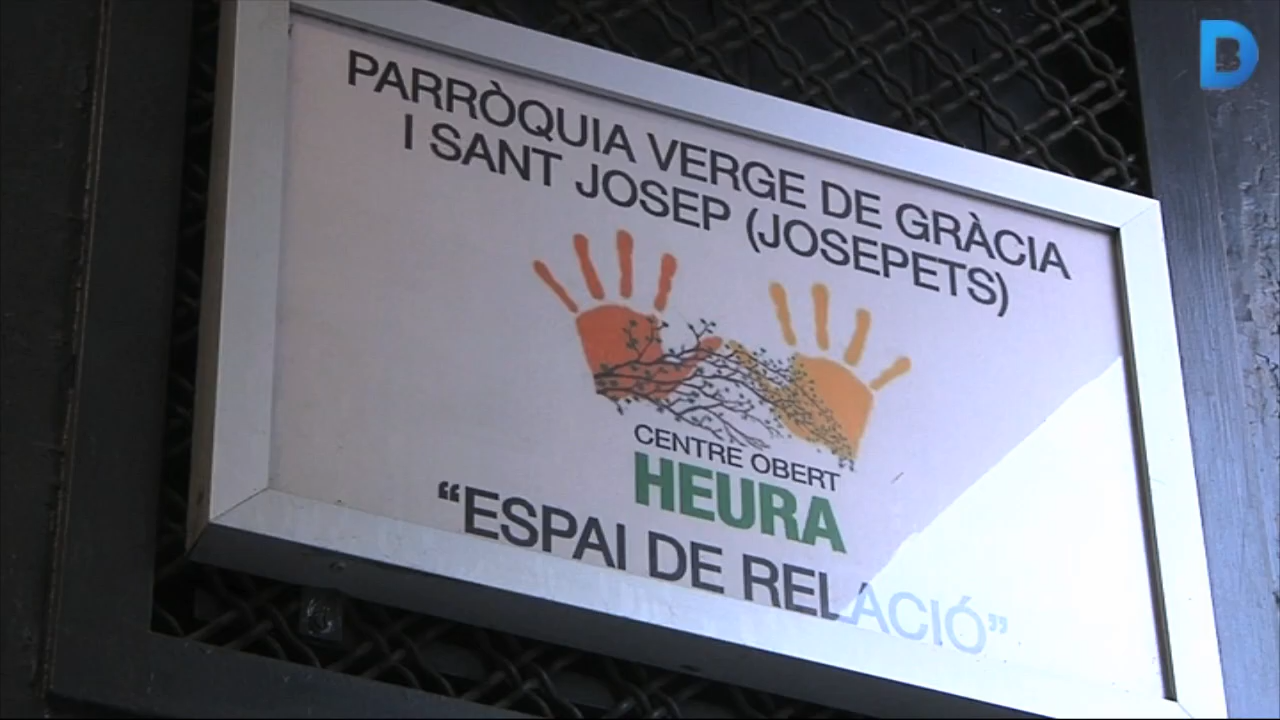 PARRÒQUIA VERGE DE GRÀCIA
I SANT JOSEP (JOSEPETS)
CENTRE OBERT
HEURA
“ESPAI DE RELACIÓ”